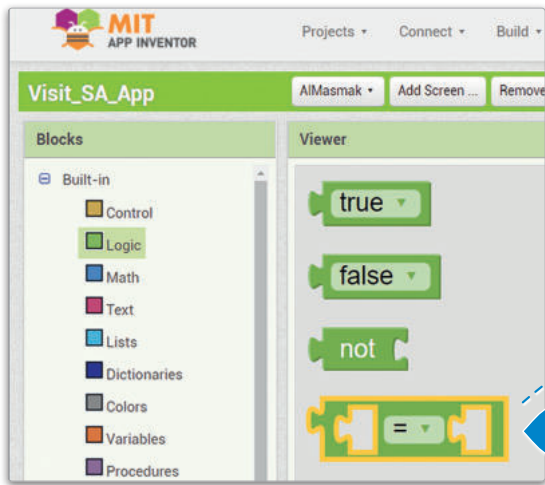 MIT
APP INVENTOR
Projects Connect Build
Visit_SA_App
AlMasmak Add Screen ... Remove
Blocks
Viewer
Built-in
Control
Logic
Math
Text
Lists
Dictionaries
Colors
Variables
Procedures
true
false
not
=